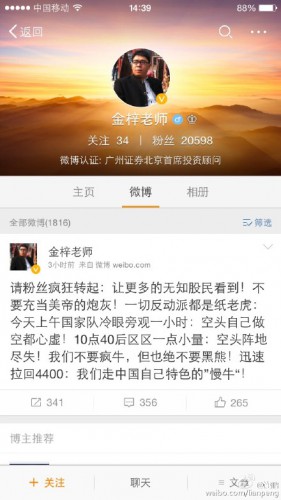 中国移动
14:39
88%
返回
金梓老师
关注 34 | 粉丝 20598
微博认证: 广州证券北京首席投资顾问
主页
微博
相册
全部微博(1816)
筛选
金梓老师
3小时前 来自 微博 weibo.com
请粉丝疯狂转起：让更多的无知股民看到！不
要充当美帝的炮灰！一切反动派都是纸老虎：
今天上午国家队冷眼旁观一小时：空头自己做
空都心虚！10点40后区区一点小量：空头阵地
尽失！我们不要疯牛，但也绝不要黑熊！迅速
拉回4400：我们走中国自己特色的”慢牛“！
341
356
265
博主推荐
+ 关注
聊天
文章
weibo.com/lianpeng